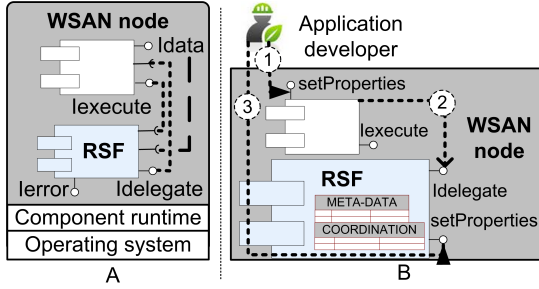 WSAN node
Idata
Iexecute
RSF
Ierror
Idelegate
Component runtime
Operating system
A
Application
developer
1
setProperties
3
2
Iexecute
WSAN
node
RSF
Idelegate
META-DATA
setProperties
COORDINATION
B